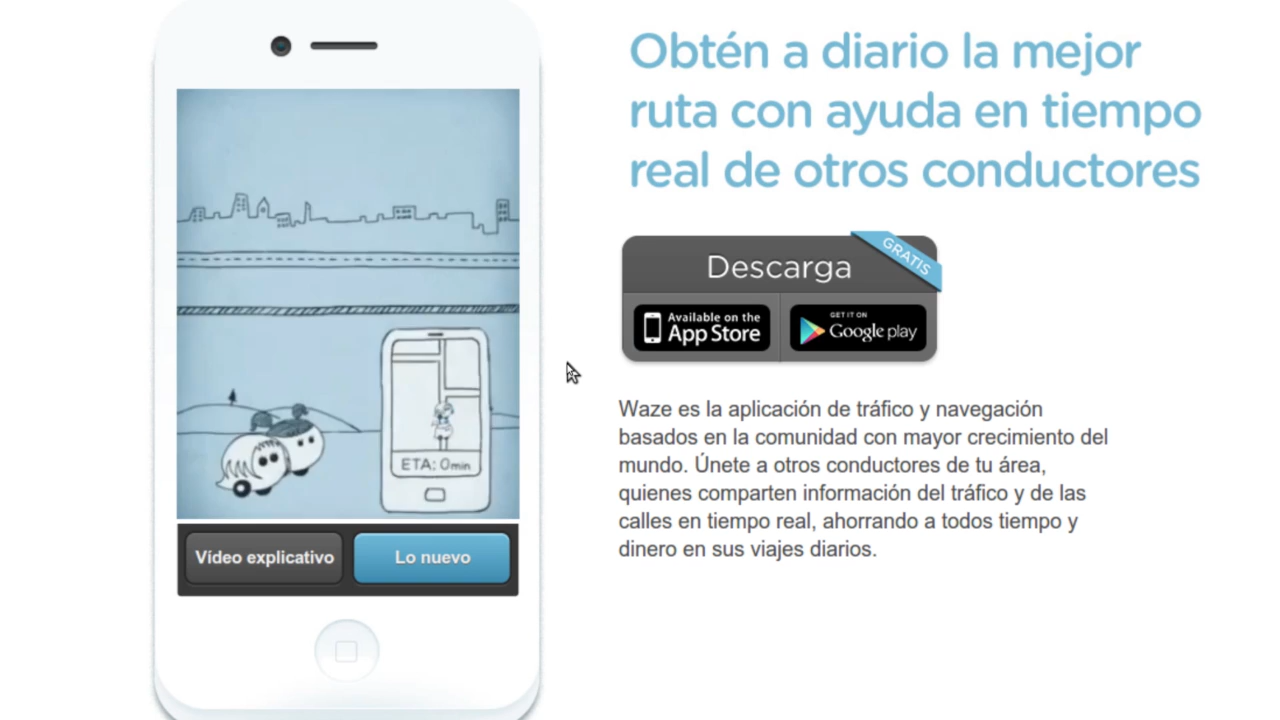 Obtén a diario la mejor
ruta con ayuda en tiempo
real de otros conductores
Descarga
GRATIS
Available on the
App Store
GET IT ON
Google play
Waze es la aplicación de tráfico y navegación
basados en la comunidad con mayor crecimiento del
mundo. Únete a otros conductores de tu área,
quienes comparten información del tráfico y de las
calles en tiempo real, ahorrando a todos tiempo y
dinero en sus viajes diarios.
ETA: 0min
Vídeo explicativo
Lo nuevo